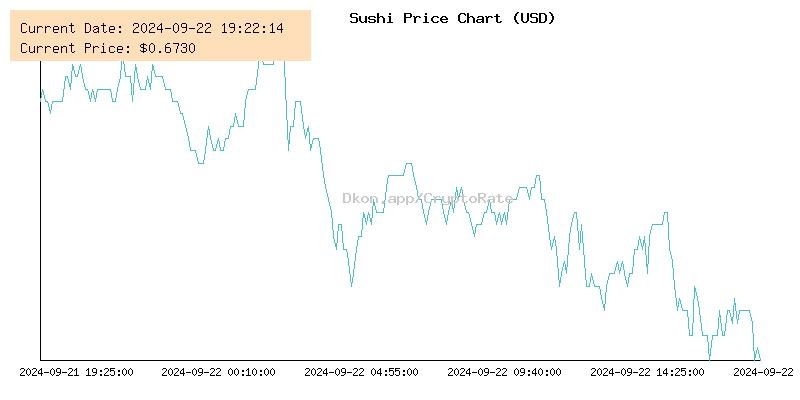 Sushi Price Chart (USD)
Current Date: 2024-09-22 19:22:14
Current Price: $0.6730
Dkon.app/CryptoRate
2024-09-21 19:25:00 2024-09-22 00:10:00 2024-09-22 04:55:00 2024-09-22 09:40:00 2024-09-22 14:25:00 2024-09-22